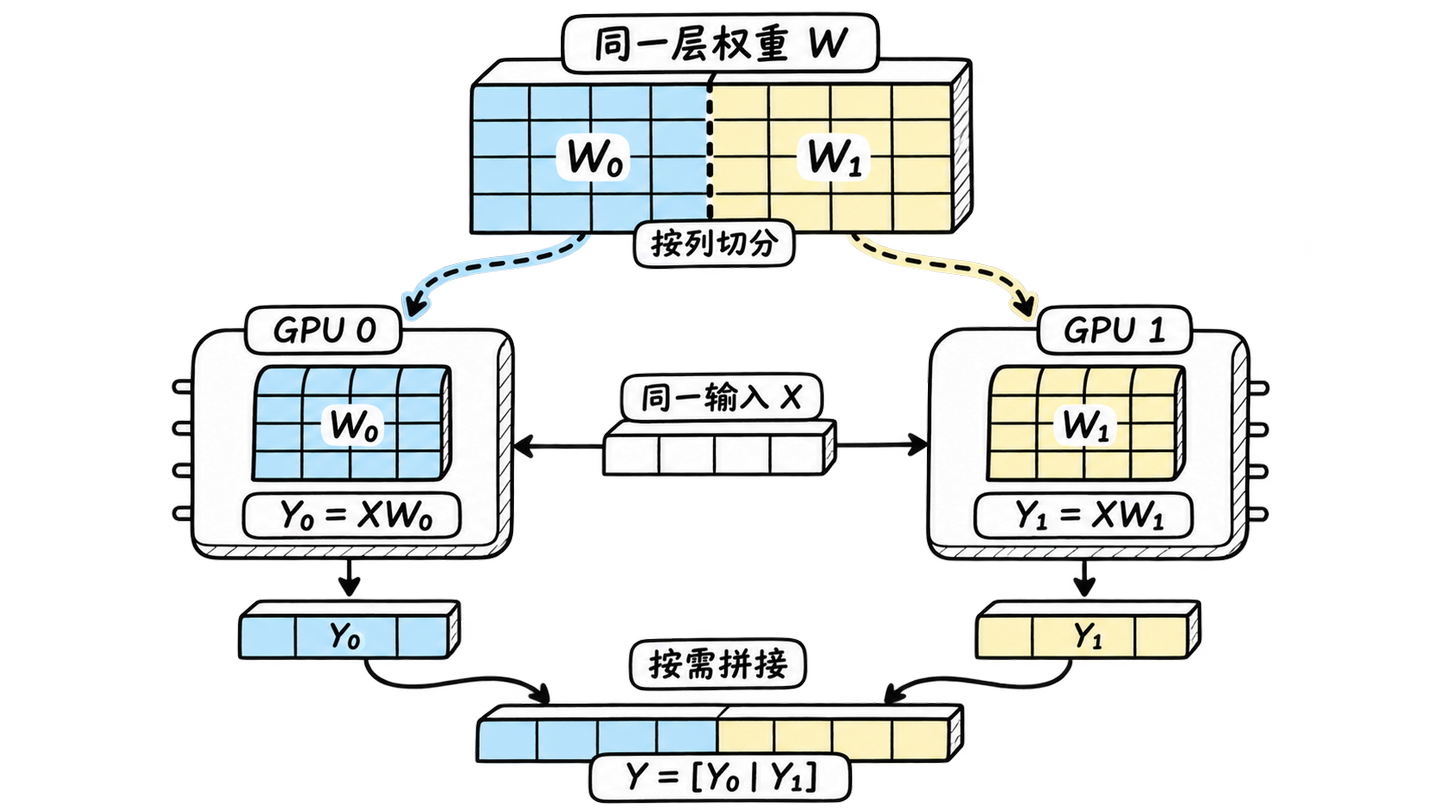 同一层权重 W
W₀
W₁
按列切分
GPU 0
GPU 1
W₀
同一输入 X
W₁
Y₀ = XW₀
Y₁ = XW₁
Y₀
Y₁
按需拼接
Y = [Y₀ | Y₁]